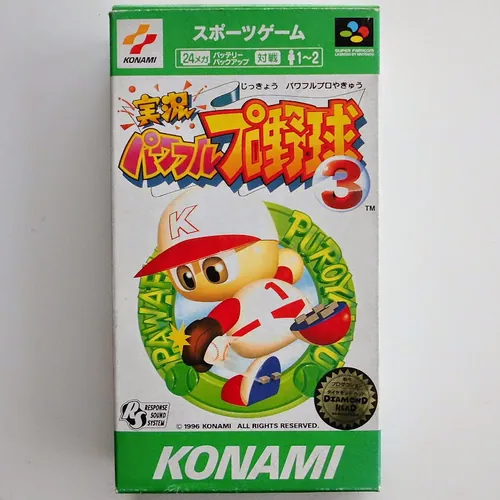 スポーツゲーム
KONAMI
24メガ
バッテリー
バックアップ
対戦
1~2
SUPER FAMICOM
じっきょう パワフルプロやきゅう
実況
パワフル
プロ野球
3
TM
K
1
RS
RESPONSE
SOUND
SYSTEM
DIAMOND
HEAD
© 1996 KONAMI ALL RIGHTS RESERVED.
KONAMI